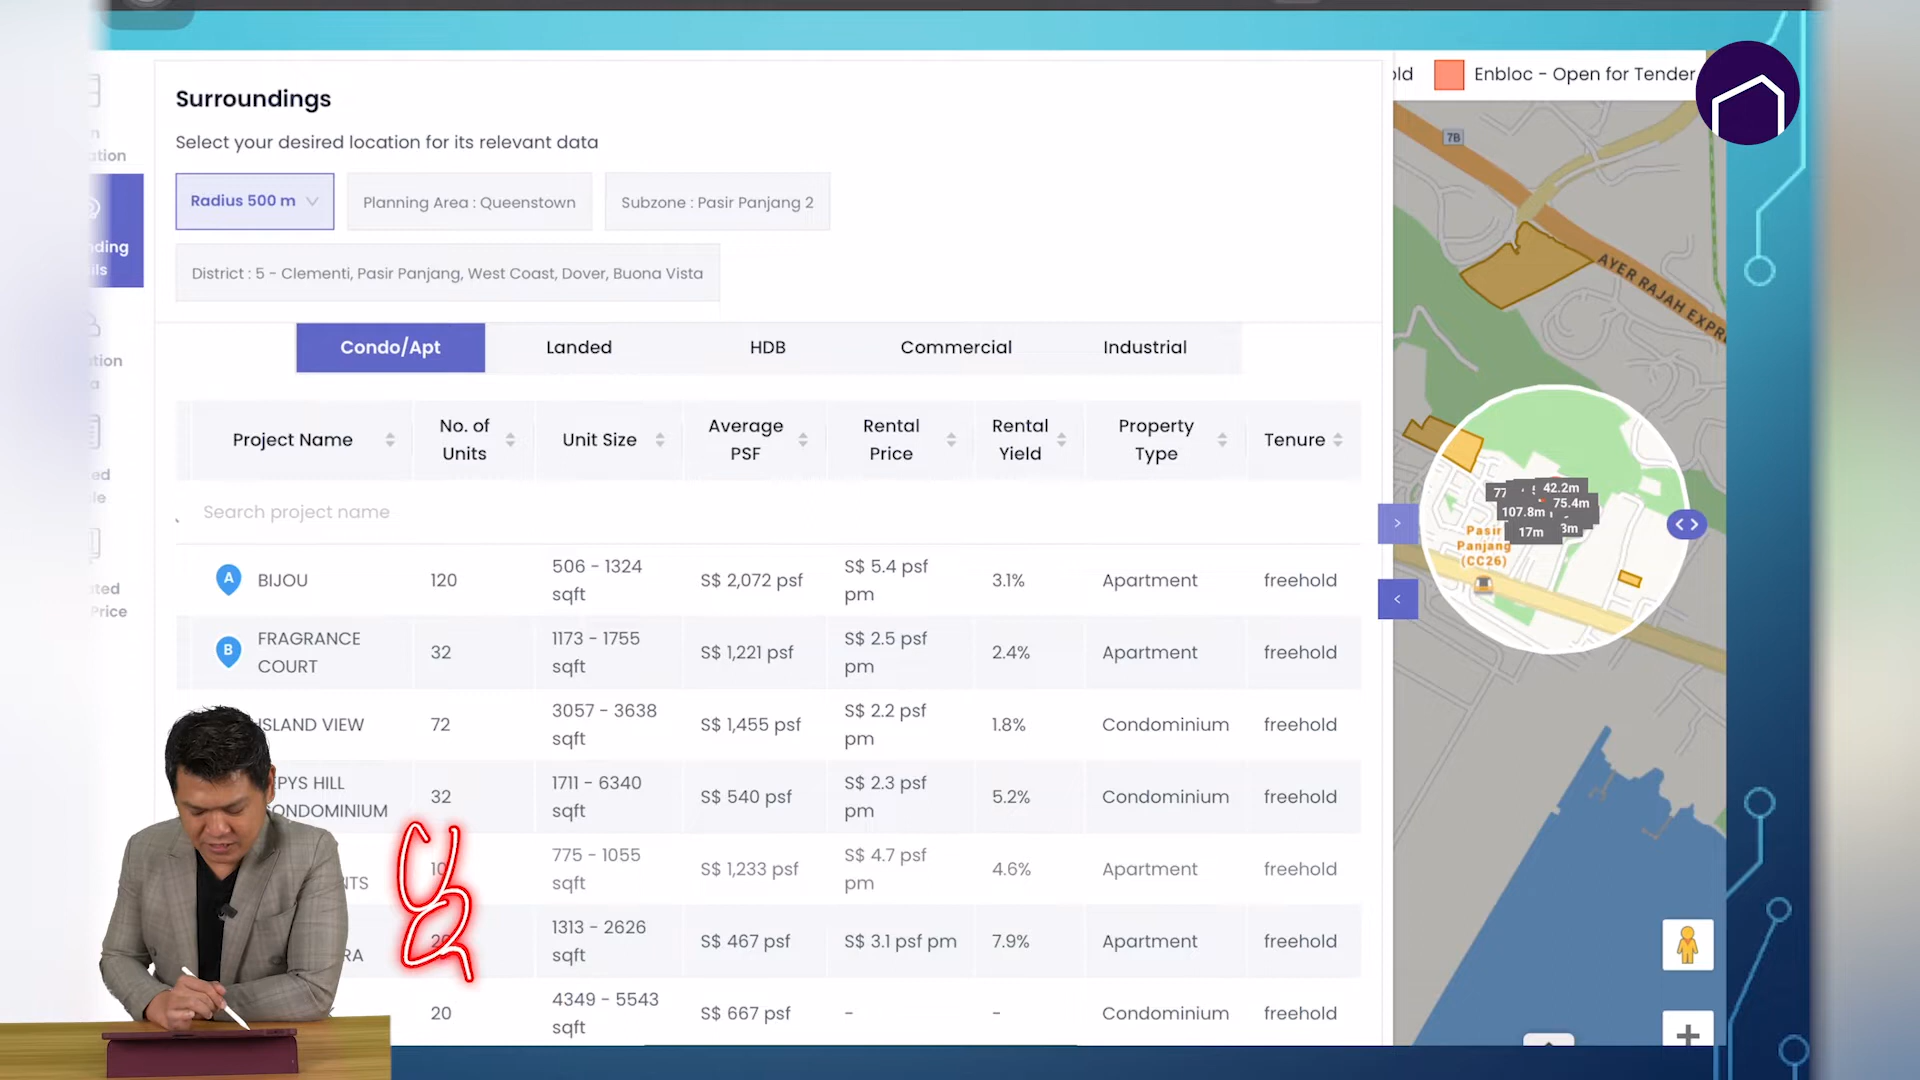 Surroundings
Select your desired location for its relevant data
Radius 500 m
Planning Area : Queenstown
Subzone : Pasir Panjang 2
District : 5 - Clementi, Pasir Panjang, West Coast, Dover, Buona Vista
Condo/Apt Landed HDB Commercial Industrial
Project Name No. of Units Unit Size Average PSF Rental Price Rental Yield Property Type Tenure
Search project name
A BIJOU 120 506 - 1324 sqft S$ 2,072 psf S$ 5.4 psf pm 3.1% Apartment freehold
B FRAGRANCE COURT 32 1173 - 1755 sqft S$ 1,221 psf S$ 2.5 psf pm 2.4% Apartment freehold
ISLAND VIEW 72 3057 - 3638 sqft S$ 1,455 psf S$ 2.2 psf pm 1.8% Condominium freehold
PYS HILL CONDOMINIUM 32 1711 - 6340 sqft S$ 540 psf S$ 2.3 psf pm 5.2% Condominium freehold
NTS 775 - 1055 sqft S$ 1,233 psf S$ 4.7 psf pm 4.6% Apartment freehold
RA 1313 - 2626 sqft S$ 467 psf S$ 3.1 psf pm 7.9% Apartment freehold
20 4349 - 5543 sqft S$ 667 psf - - Condominium freehold
Enbloc - Open for Tender
7B
AYER RAJAH EXPR
42.2m
75.4m
107.8m
17m
3m
Pasir
Panjang
(CC26)
Price